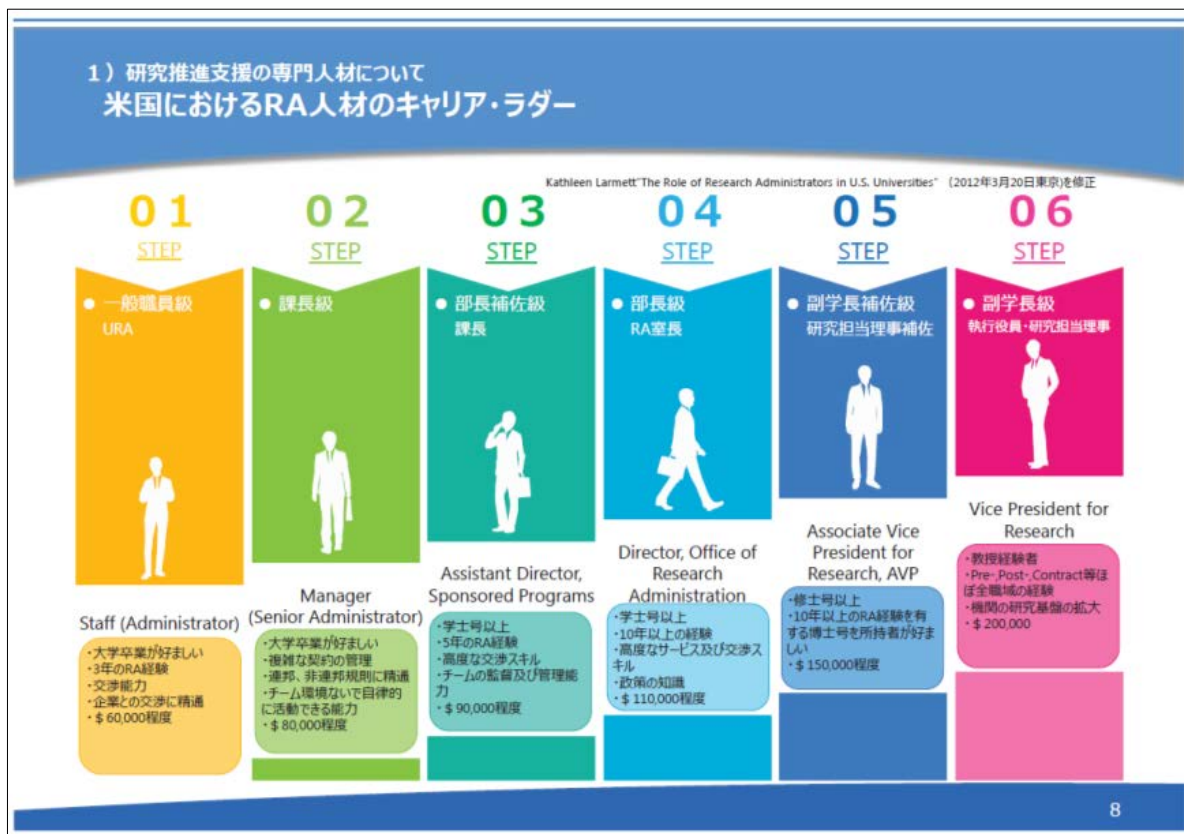 1）研究推進支援の専門人材について
米国におけるRA人材のキャリア・ラダー
Kathleen Larmett"The Role of Research Administrators in U.S. Universities" （2012年3月20日東京)を修正
01
STEP
● 一般職員級
URA
Staff (Administrator)
・大学卒業が好ましい
・3年のRA経験
・交渉能力
・企業との交渉に精通
・$ 60,000程度
02
STEP
● 課長級
Manager
(Senior Administrator)
・大学卒業が好ましい
・複雑な契約の管理
・連邦、非連邦規則に精通
・チーム環境ないで自律的
に活動できる能力
・$ 80,000程度
03
STEP
● 部長補佐級
課長
Assistant Director,
Sponsored Programs
・学士号以上
・5年のRA経験
・高度な交渉スキル
・チームの監督及び管理能
力
・$ 90,000程度
04
STEP
● 部長級
RA室長
Director, Office of
Research
Administration
・学士号以上
・10年以上の経験
・高度なサービス及び交渉ス
キル
・政策の知識
・$ 110,000程度
05
STEP
● 副学長補佐級
研究担当理事補佐
Associate Vice
President for
Research, AVP
・修士号以上
・10年以上のRA経験を有
する博士号を所持者が好ま
しい
・$ 150,000程度
06
STEP
● 副学長級
執行役員・研究担当理事
Vice President for
Research
・教授経験者
・Pre-,Post-,Contract等ほ
ぼ全職域の経験
・機関の研究基盤の拡大
・$ 200,000
8